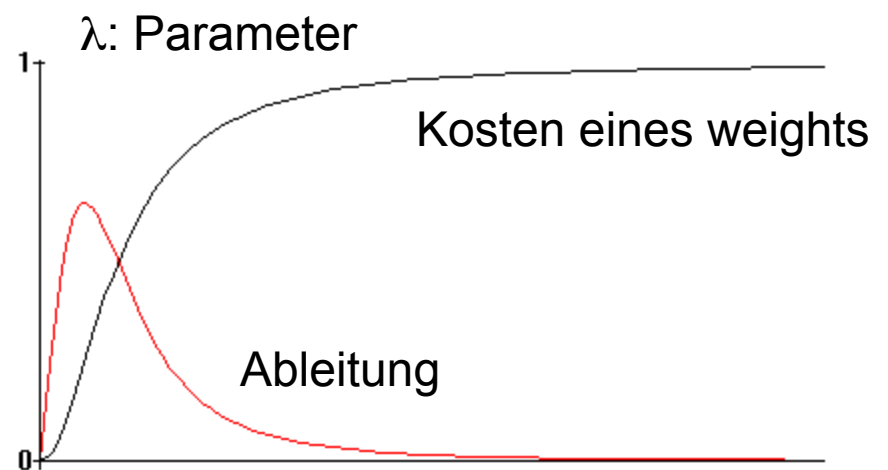 λ: Parameter
1
Kosten eines weights
Ableitung
0